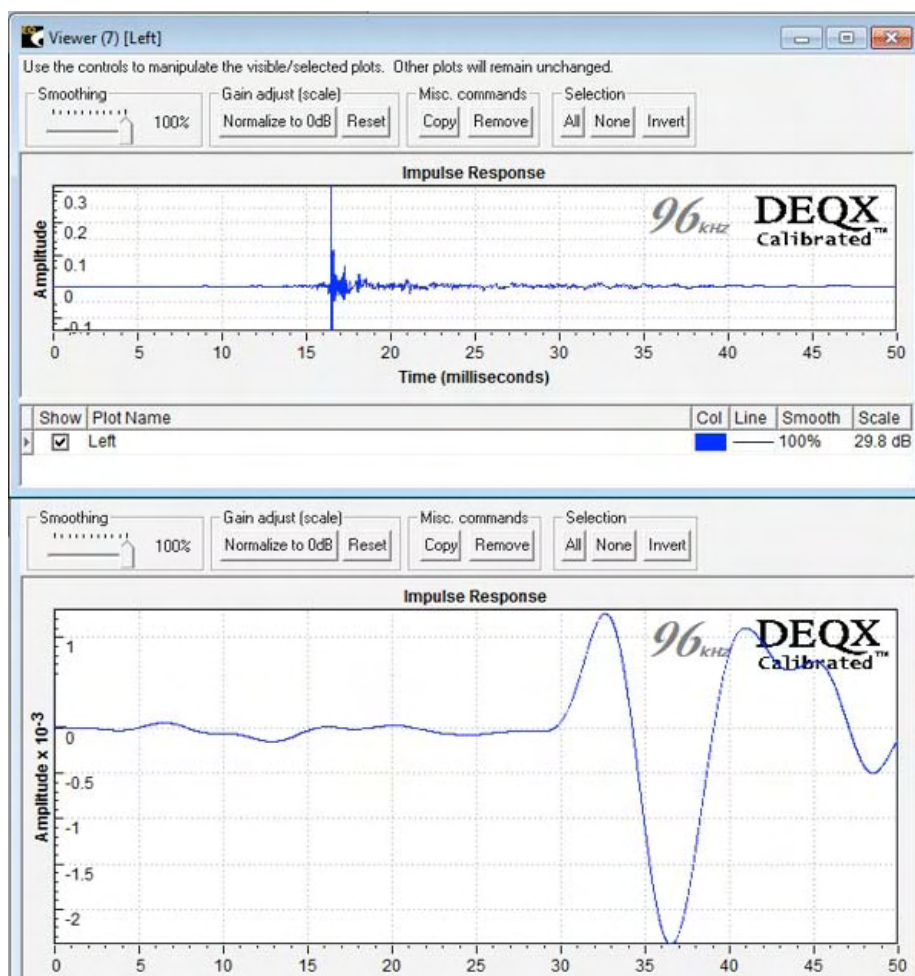 Viewer (7) [Left]
Use the controls to manipulate the visible/selected plots. Other plots will remain unchanged.
Smoothing
100%
Gain adjust (scale)
Normalize to 0dB Reset
Misc. commands
Copy Remove
Selection
All None Invert
Impulse Response
96 kHz DEQX
Calibrated™
Amplitude
0.3
0.2
0.1
0
-0.1
0 5 10 15 20 25 30 35 40 45 50
Time (milliseconds)
Show Plot Name Col Line Smooth Scale
Left 100% 29.8 dB
Smoothing
100%
Gain adjust (scale)
Normalize to 0dB Reset
Misc. commands
Copy Remove
Selection
All None Invert
Impulse Response
96 kHz DEQX
Calibrated™
Amplitude x 10-3
1
0
-0.5
-1
-1.5
-2
0 5 10 15 20 25 30 35 40 45 50